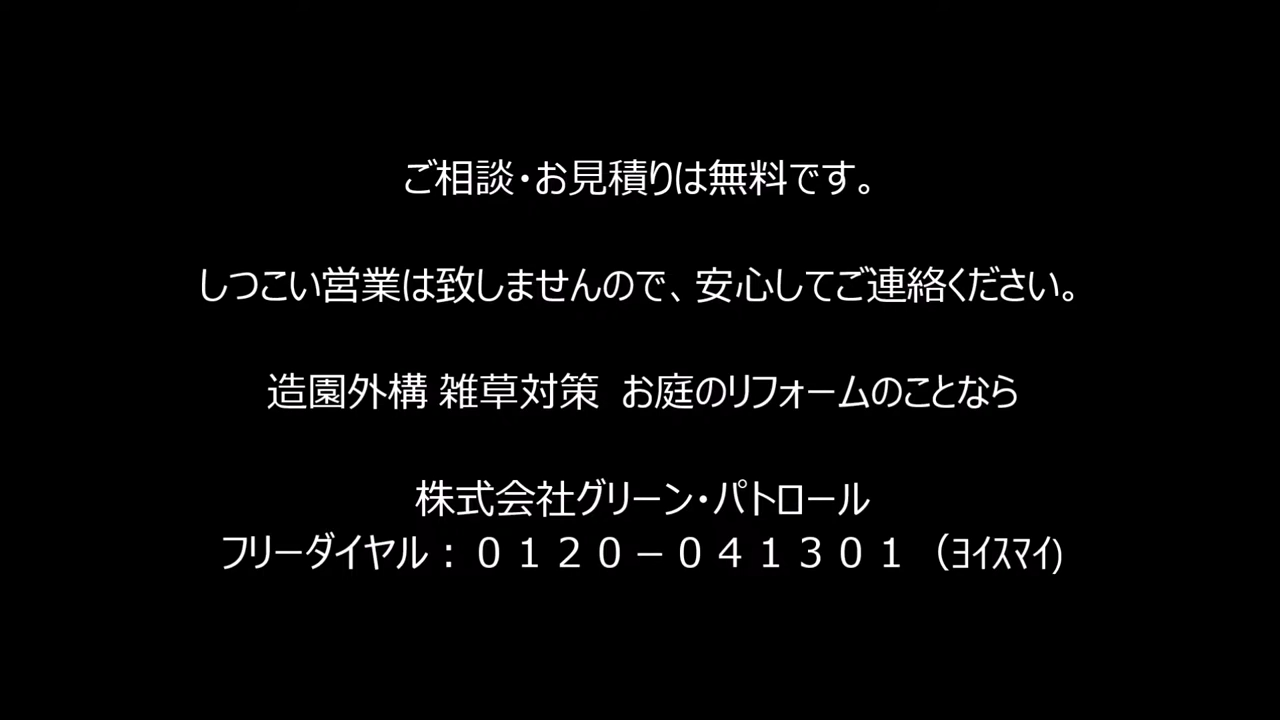 ご相談・お見積りは無料です。
しつこい営業は致しませんので、安心してご連絡ください。
造園外構 雑草対策  お庭のリフォームのことなら
株式会社グリーン・パトロール
フリーダイヤル：０１２０－０４１３０１（ﾖｲｽﾏｲ)